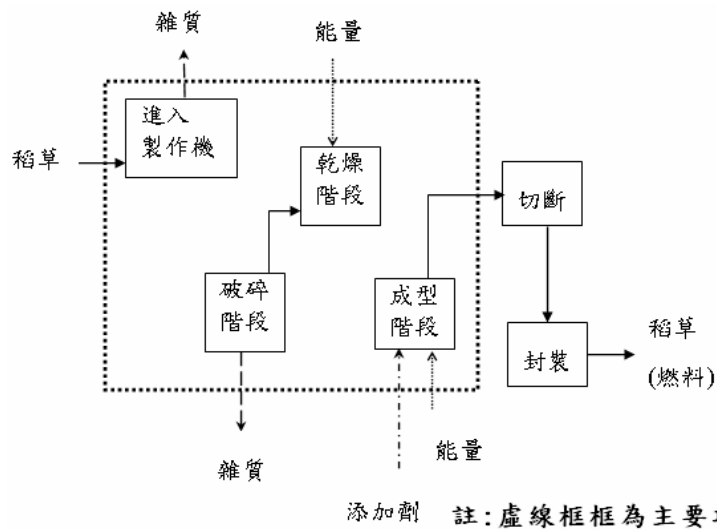 雜質
能量
進入
製作機
稻草
乾燥
階段
切斷
破碎
階段
成型
階段
封裝
稻草
(燃料)
雜質
能量
添加劑
註:虛線框框為主要